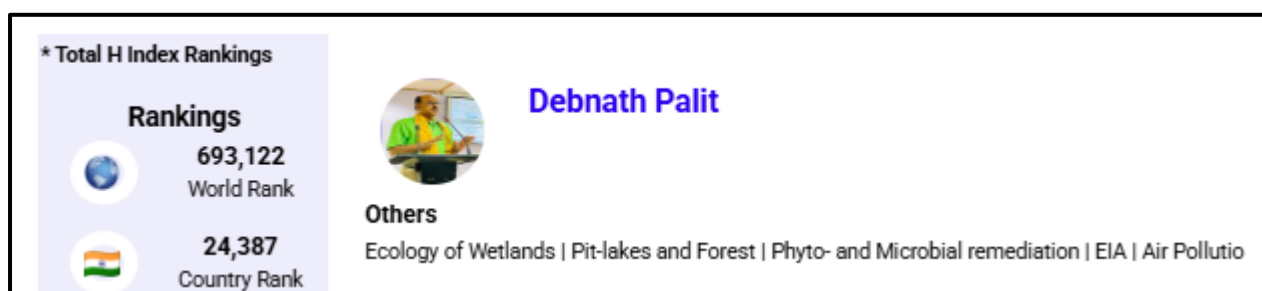 * Total H Index Rankings
Rankings
693,122
World Rank
24,387
Country Rank
Debnath Palit
Others
Ecology of Wetlands | Pit-lakes and Forest | Phyto- and Microbial remediation | EIA | Air Pollutio